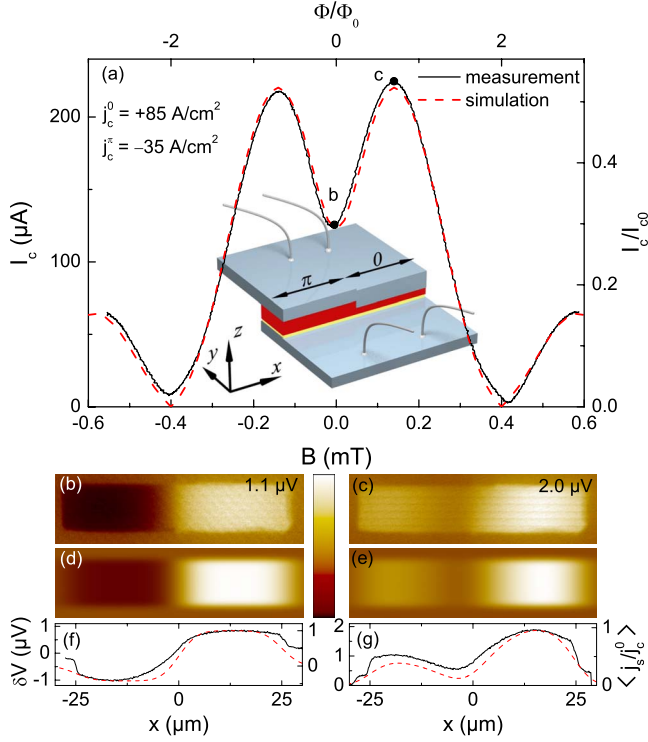 Φ/Φ₀
-2 0 2
(a)
c
measurement
simulation
j_c^0 = +85 A/cm²
j_c^π = −35 A/cm²
200
100
0
I_c (µA)
b
π 0
z
y
x
0.4
0.2
0.0
I_c/I_c0
-0.6 -0.4 -0.2 0.0 0.2 0.4 0.6
B (mT)
(b) 1.1 µV
(c) 2.0 µV
(d)
(e)
(f)
1
0
-1
δV (µV)
1
0
(g)
2
1
0
1
0
< j_s/j_c^0 >
-25 0 25
-25 0 25
x (µm)
x (µm)